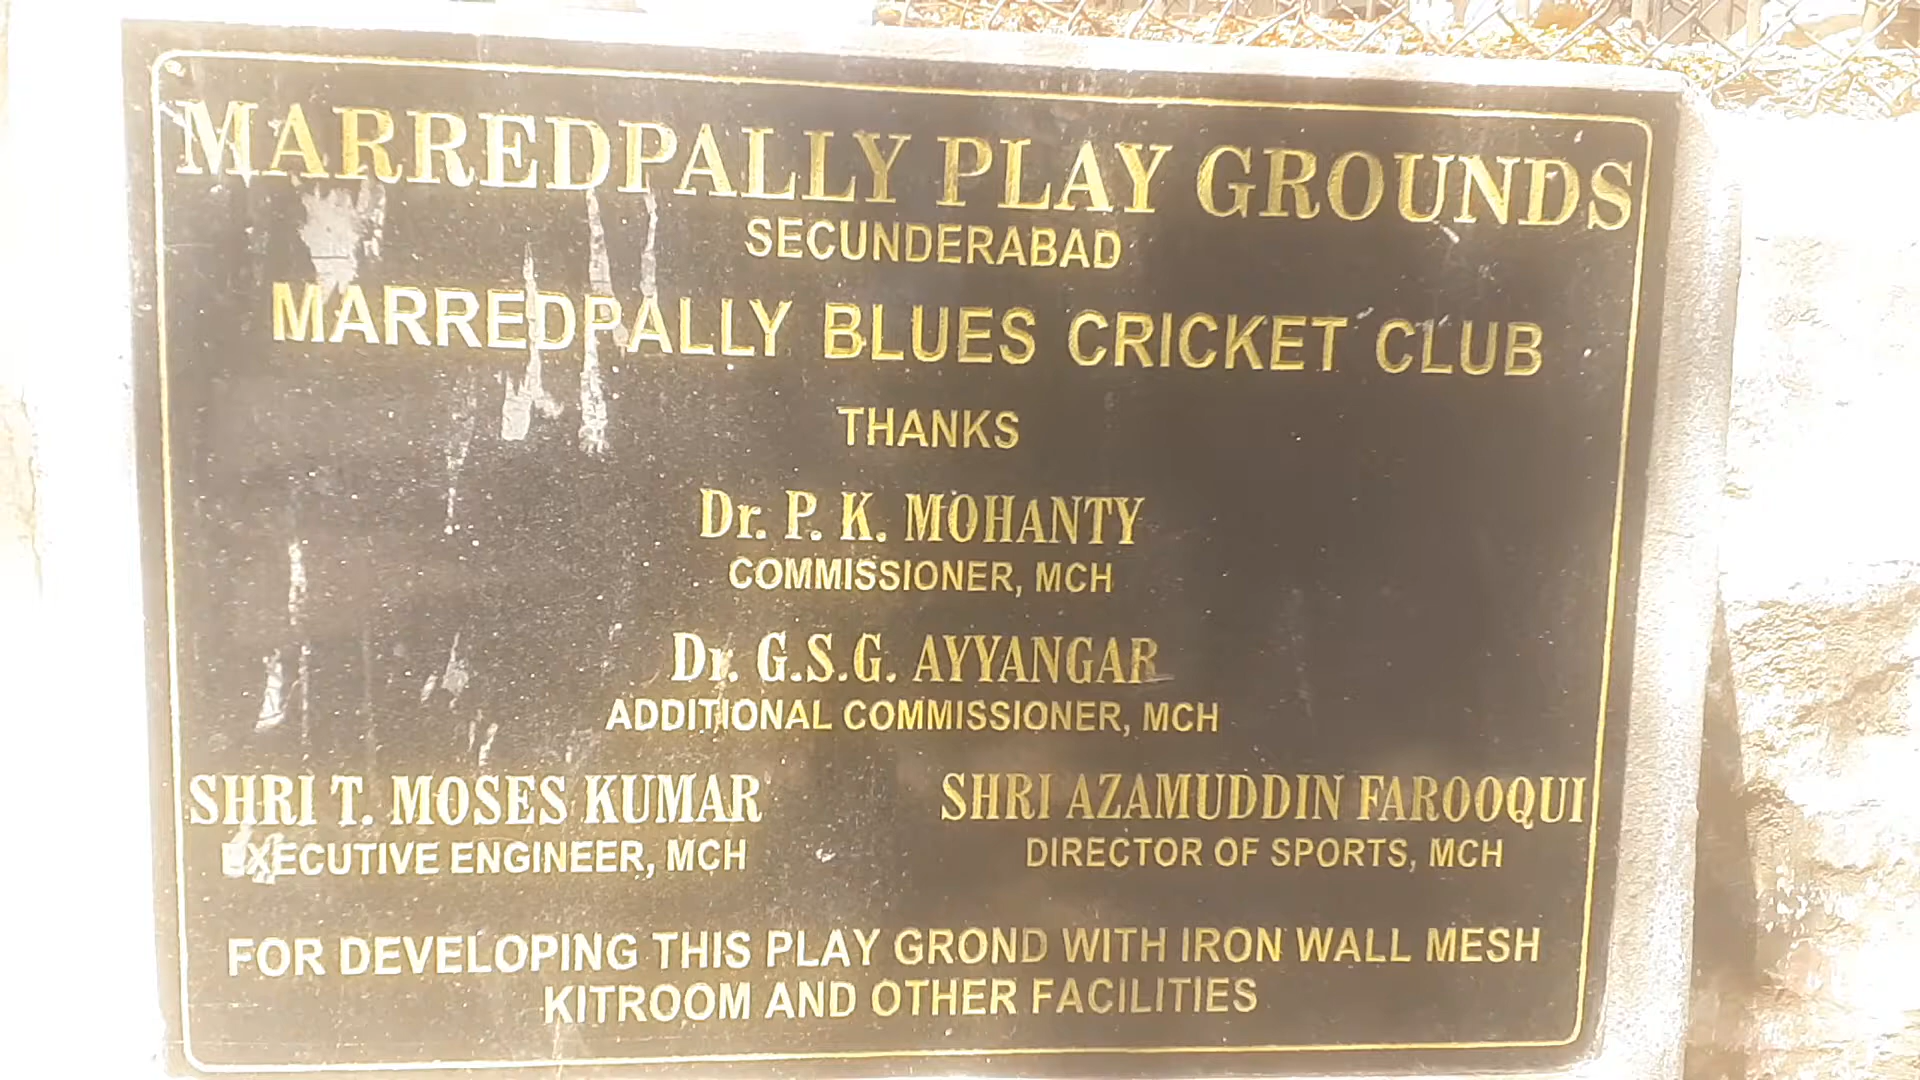 MARREDPALLY PLAY GROUNDS
SECUNDERABAD
MARREDPALLY BLUES CRICKET CLUB
THANKS
Dr. P. K. MOHANTY
COMMISSIONER, MCH
Dr. G.S.G. AYYANGAR
ADDITIONAL COMMISSIONER, MCH
SHRI T. MOSES KUMAR
EXECUTIVE ENGINEER, MCH
SHRI AZAMUDDIN FAROOQUI
DIRECTOR OF SPORTS, MCH
FOR DEVELOPING THIS PLAY GROND WITH IRON WALL MESH
KITROOM AND OTHER FACILITIES